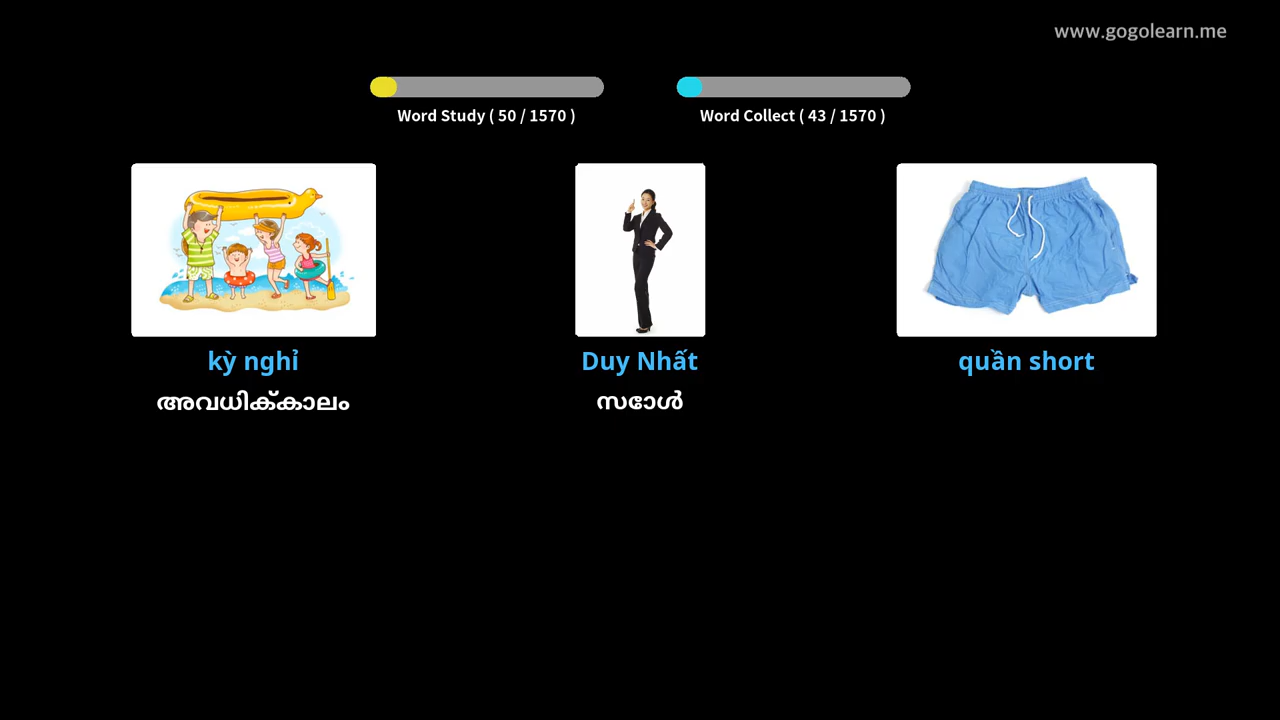 www.gogolearn.me
Word Study ( 50 / 1570 )
Word Collect ( 43 / 1570 )
kỳ nghỉ
Duy Nhất
quần short
അവധിക്കാലം
സോൾ